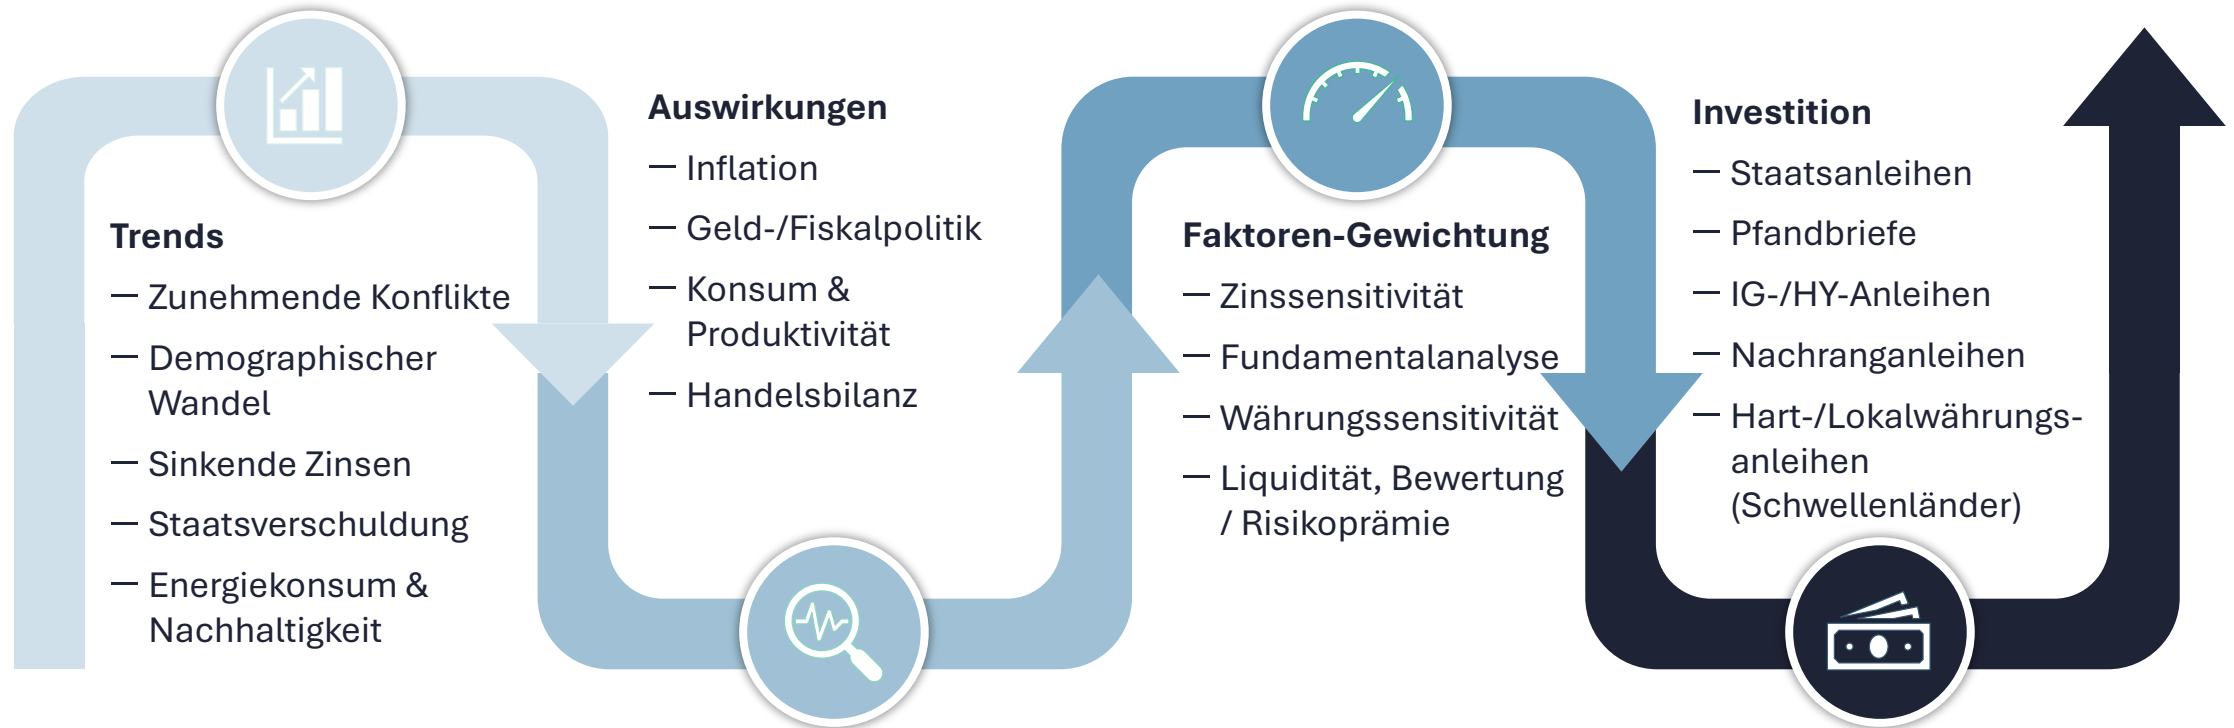 Trends
— Zunehmende Konflikte
— Demographischer
Wandel
— Sinkende Zinsen
— Staatsverschuldung
— Energiekonsum &
Nachhaltigkeit
Auswirkungen
— Inflation
— Geld-/Fiskalpolitik
— Konsum &
Produktivität
— Handelsbilanz
Faktoren-Gewichtung
— Zinssensitivität
— Fundamentalanalyse
— Währungssensitivität
— Liquidität, Bewertung
/ Risikoprämie
Investition
— Staatsanleihen
— Pfandbriefe
— IG-/HY-Anleihen
— Nachranganleihen
— Hart-/Lokalwährungs-
anleihen
(Schwellenländer)